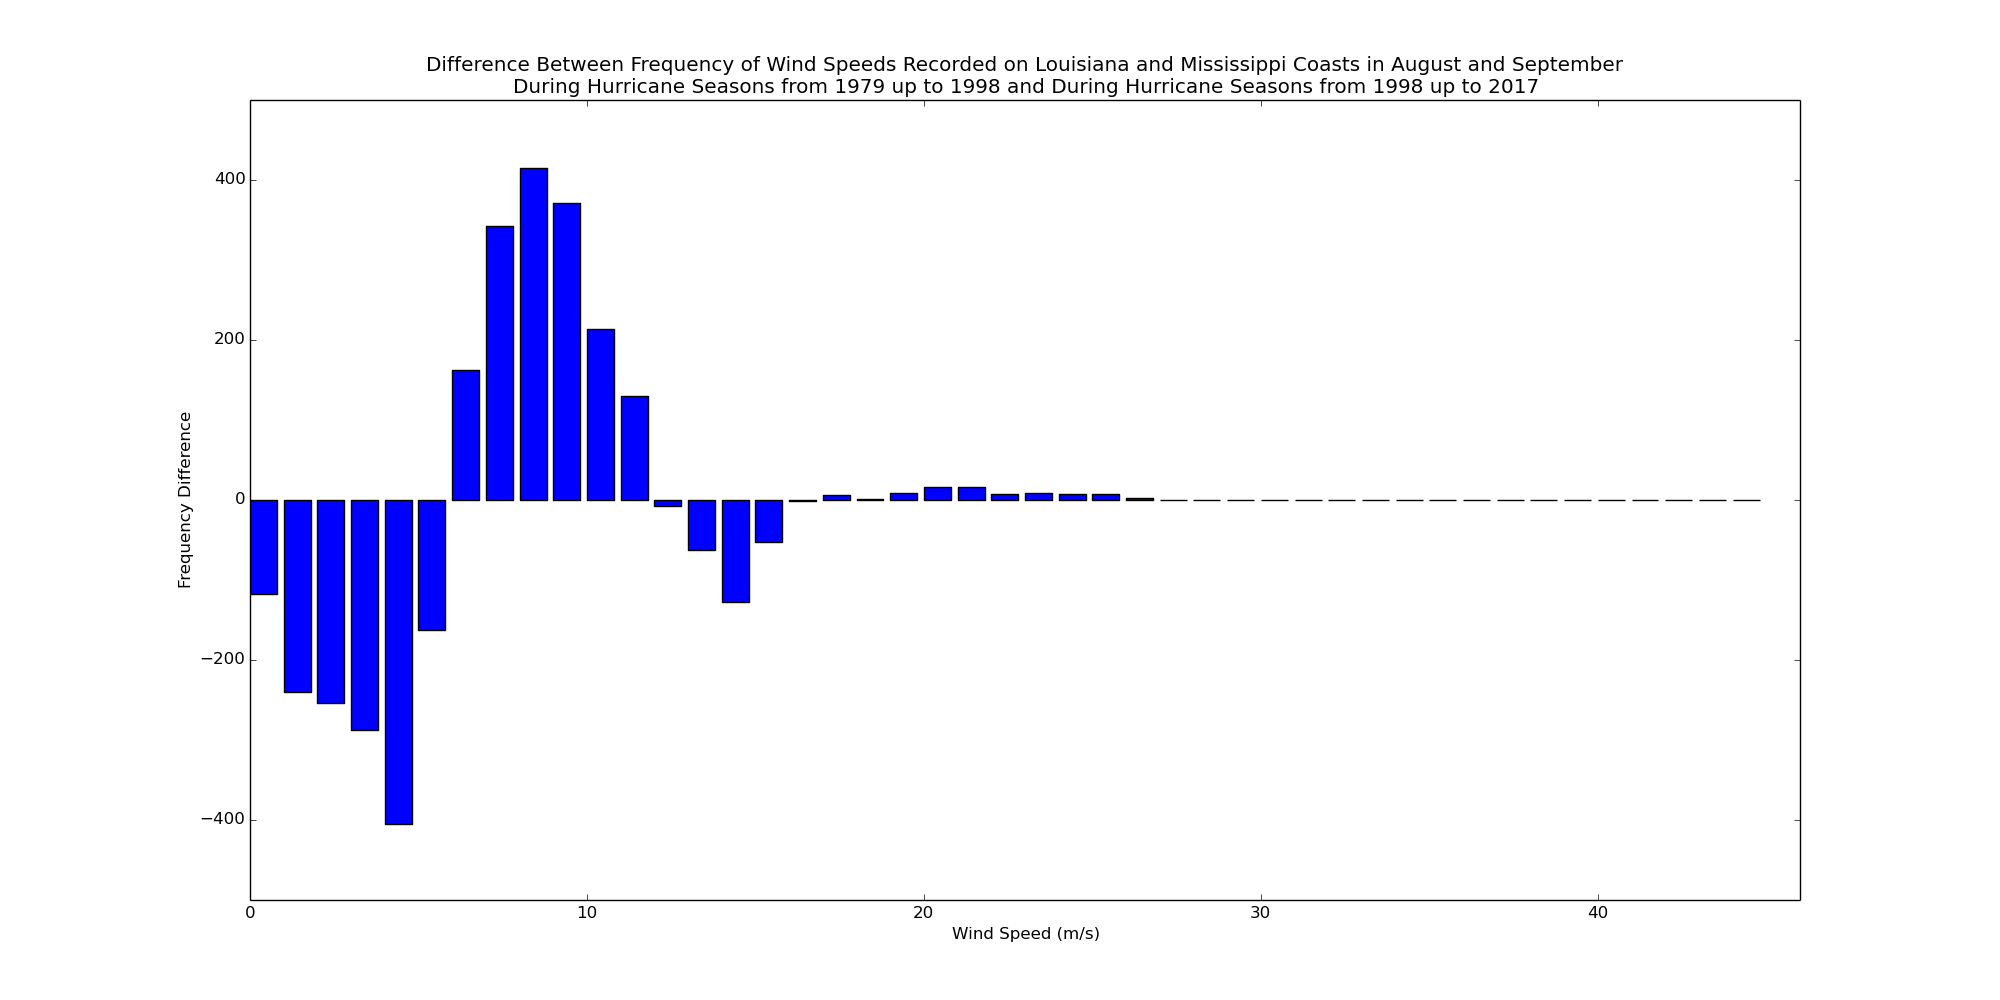 Difference Between Frequency of Wind Speeds Recorded on Louisiana and Mississippi Coasts in August and September
During Hurricane Seasons from 1979 up to 1998 and During Hurricane Seasons from 1998 up to 2017
400
200
0
−200
−400
Frequency Difference
0 10 20 30 40
Wind Speed (m/s)